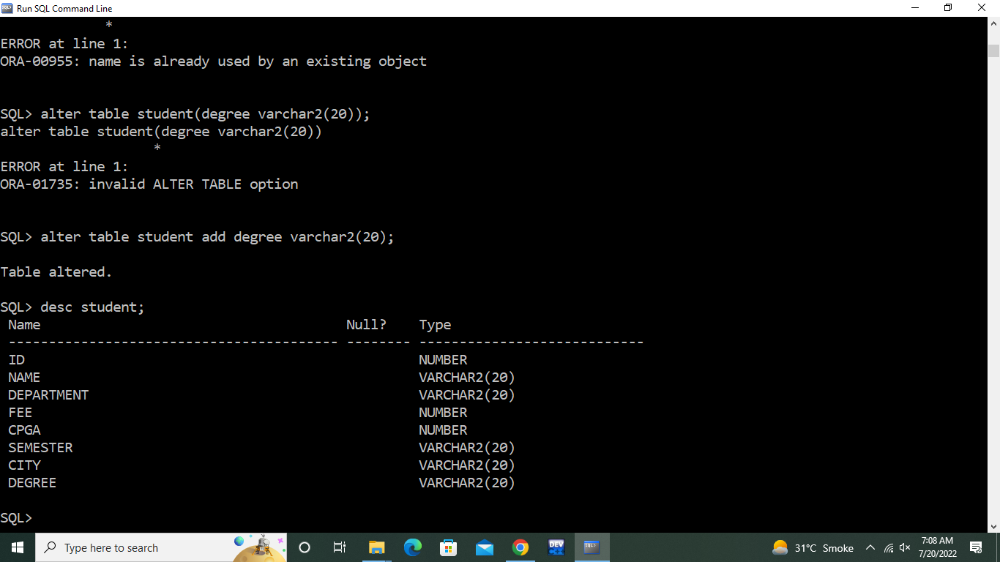 Run SQL Command Line
*
ERROR at line 1:
ORA-00955: name is already used by an existing object
SQL> alter table student(degree varchar2(20));
alter table student(degree varchar2(20))
*
ERROR at line 1:
ORA-01735: invalid ALTER TABLE option
SQL> alter table student add degree varchar2(20);
Table altered.
SQL> desc student;
Name Null? Type
----------------------------------------- -------- ----------------------------
ID NUMBER
NAME VARCHAR2(20)
DEPARTMENT VARCHAR2(20)
FEE NUMBER
CPGA NUMBER
SEMESTER VARCHAR2(20)
CITY VARCHAR2(20)
DEGREE VARCHAR2(20)
SQL>
Type here to search
DEV
SQL>
31°C Smoke
7:08 AM
7/20/2022